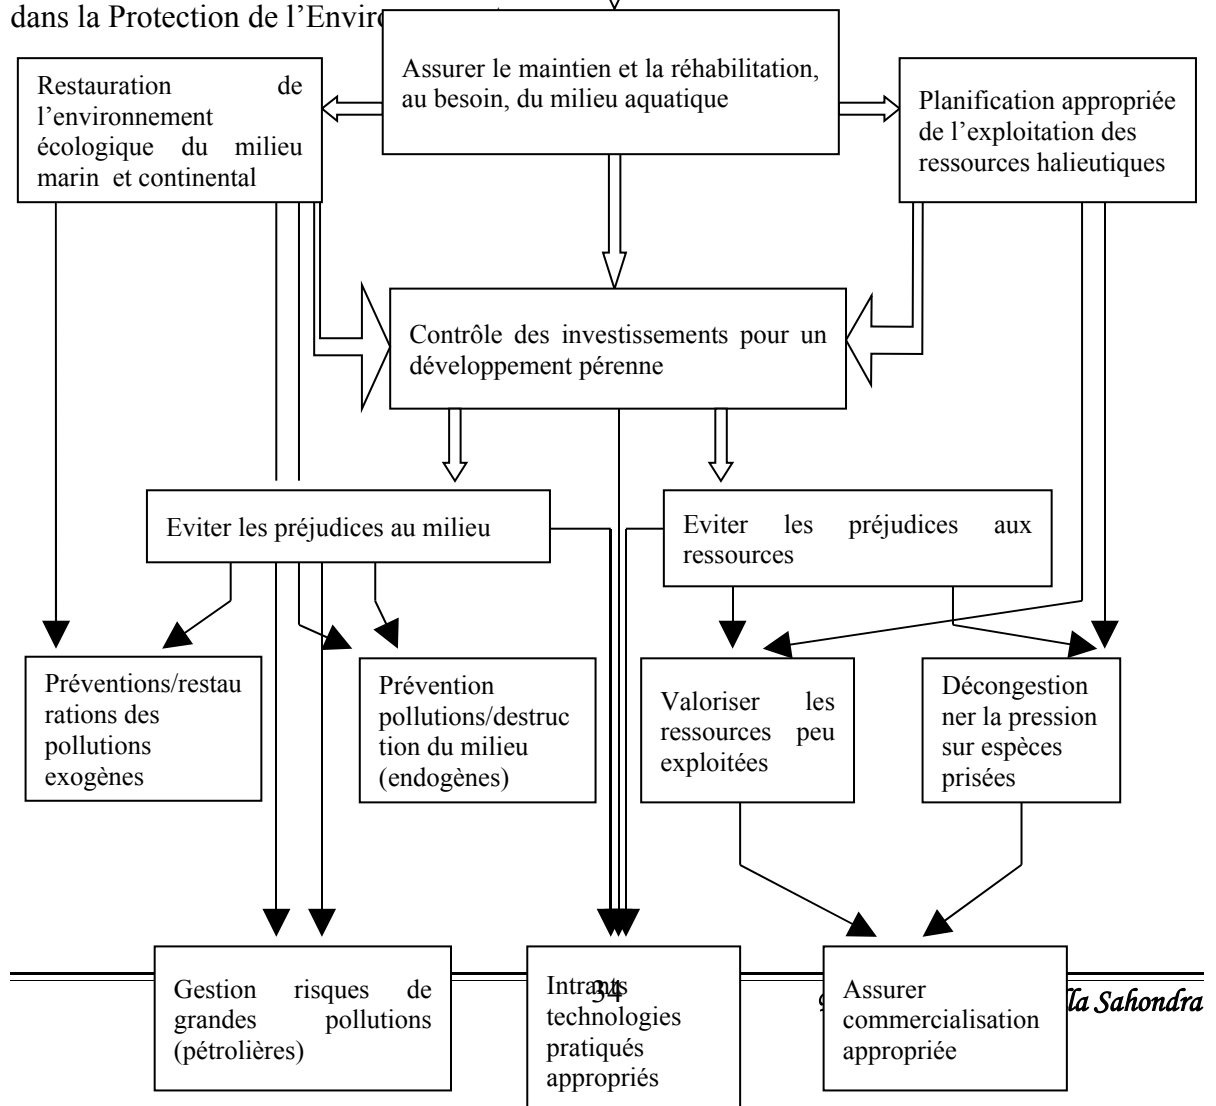 dans la Protection de l’Envir
Assurer le maintien et la réhabilitation,
au besoin, du milieu aquatique
Restauration de
l’environnement
écologique du milieu
marin et continental
Planification appropriée
de l’exploitation des
ressources halieutiques
Contrôle des investissements pour un
développement pérenne
Eviter les préjudices au milieu
Eviter les préjudices aux
ressources
Préventions/restau
rations des
pollutions
exogènes
Prévention
pollutions/destruc
tion du milieu
(endogènes)
Valoriser les
ressources peu
exploitées
Décongestion
ner la pression
sur espèces
prisées
Gestion risques de
grandes pollutions
(pétrolières)
Intrants
technologies
pratiqués
appropriés
34
Assurer
commercialisation
appropriée
la Sahondra